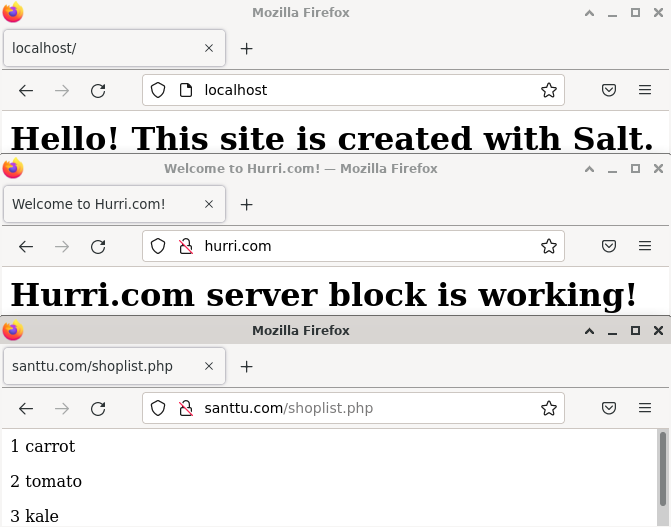 Mozilla Firefox
localhost/
localhost
Hello! This site is created with Salt.
Welcome to Hurri.com! — Mozilla Firefox
Welcome to Hurri.com!
hurri.com
Hurri.com server block is working!
Mozilla Firefox
santtu.com/shoplist.php
santtu.com/shoplist.php
1 carrot
2 tomato
3 kale